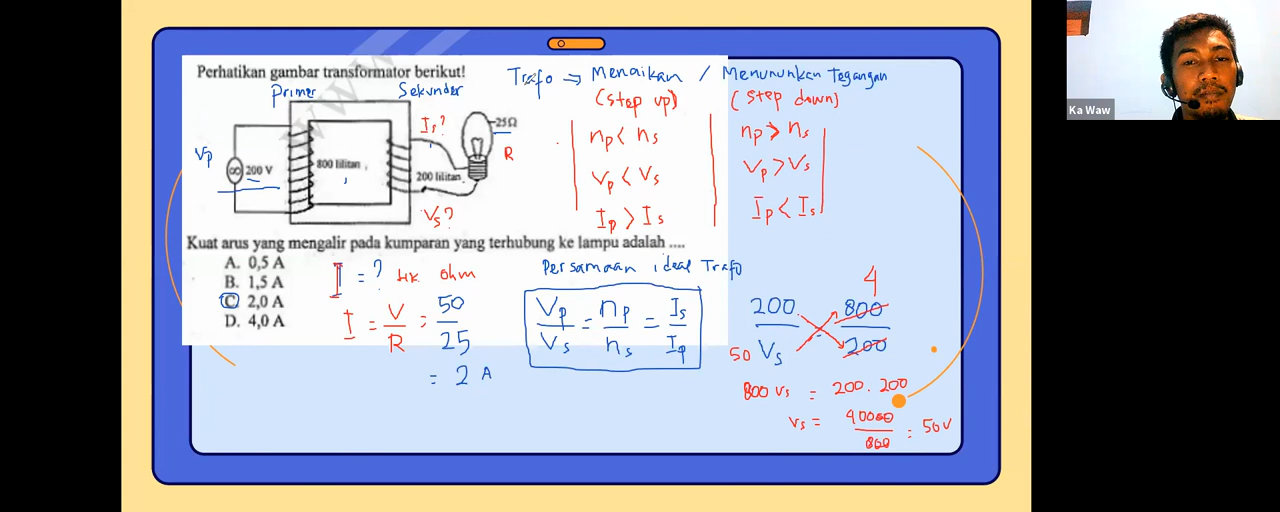 Perhatikan gambar transformator berikut!
Primer
Sekunder
Vp
200 V
800 lilitan
Is?
25Ω
R
200 lilitan
Vs?
Trafo → Menaikan / Menurunkan Tegangan
(step up)
(step down)
np < ns
np > ns
Vp < Vs
Vp > Vs
Ip > Is
Ip < Is
Kuat arus yang mengalir pada kumparan yang terhubung ke lampu adalah ....
A. 0,5 A
B. 1,5 A
C. 2,0 A
D. 4,0 A
I = ? Hk ohm
I = V/R = 50/25
= 2 A
Persamaan ideal Trafo
Vp/Vs = np/ns = Is/Ip
4
200/Vs = 800/200
50
800 Vs = 200 . 200
Vs = 40000/800 = 50V
Ka Waw